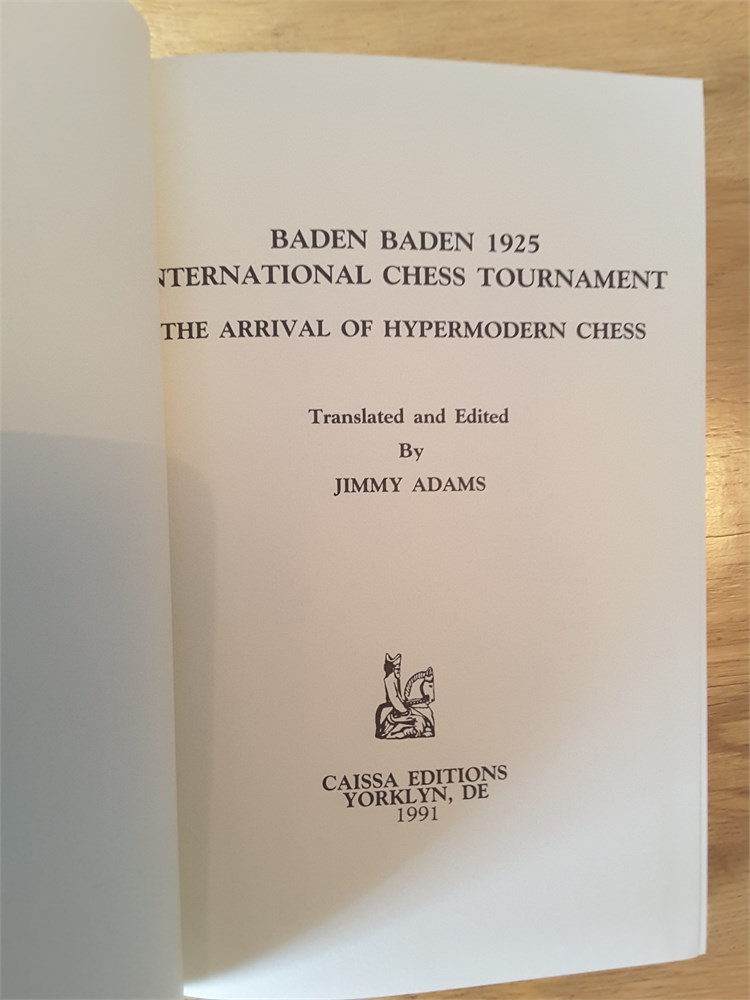 BADEN BADEN 1925
INTERNATIONAL CHESS TOURNAMENT
THE ARRIVAL OF HYPERMODERN CHESS
Translated and Edited
By
JIMMY ADAMS
CAISSA EDITIONS
YORKLYN, DE
1991